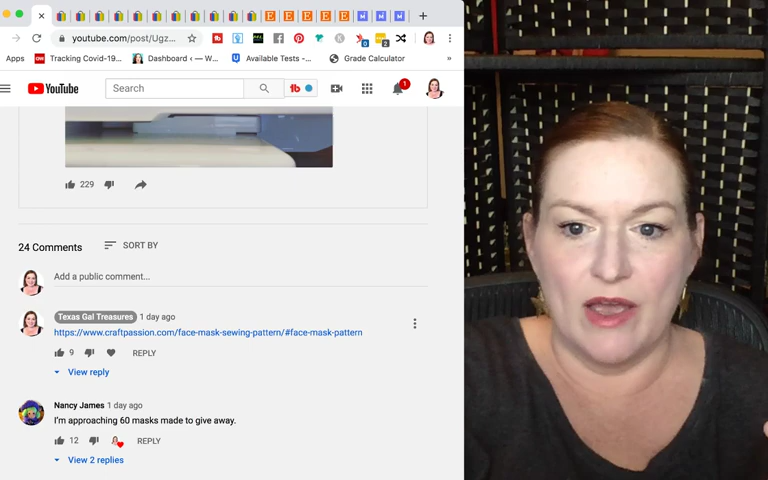 youtube.com/post/Ugz...
Apps
Tracking Covid-19...
Dashboard ‹ — W...
Available Tests -...
Grade Calculator
»
YouTube
Search
tb
1
229
24 Comments
SORT BY
Add a public comment...
Texas Gal Treasures 1 day ago
https://www.craftpassion.com/face-mask-sewing-pattern/#face-mask-pattern
9
REPLY
View reply
Nancy James 1 day ago
I'm approaching 60 masks made to give away.
12
REPLY
View 2 replies